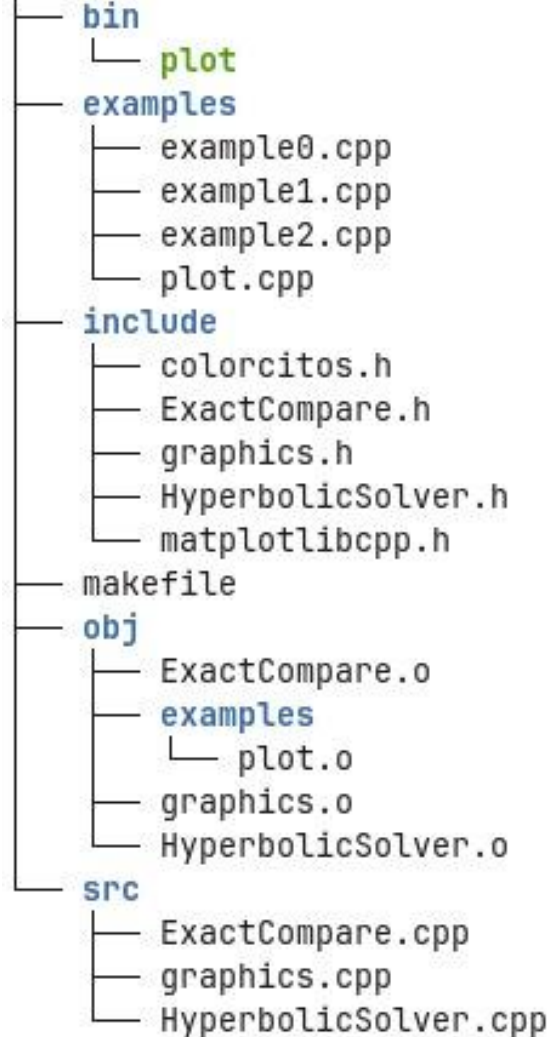 bin
plot
examples
example0.cpp
example1.cpp
example2.cpp
plot.cpp
include
colorcitos.h
ExactCompare.h
graphics.h
HyperbolicSolver.h
matplotlibcpp.h
makefile
obj
ExactCompare.o
examples
plot.o
graphics.o
HyperbolicSolver.o
src
ExactCompare.cpp
graphics.cpp
HyperbolicSolver.cpp